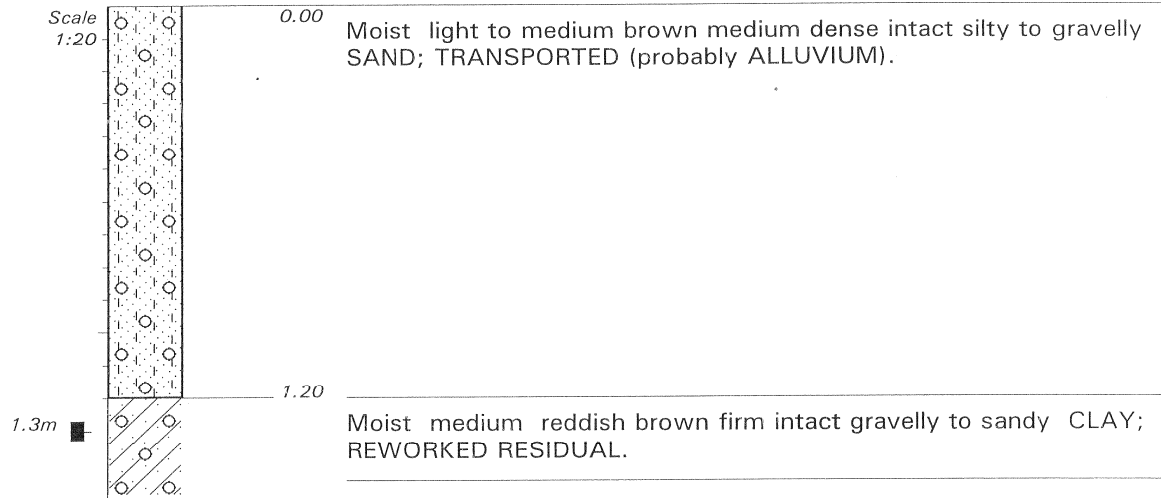 Scale
1:20
0.00
Moist light to medium brown medium dense intact silty to gravelly
SAND; TRANSPORTED (probably ALLUVIUM).
1.20
1.3m
Moist medium reddish brown firm intact gravelly to sandy CLAY;
REWORKED RESIDUAL.